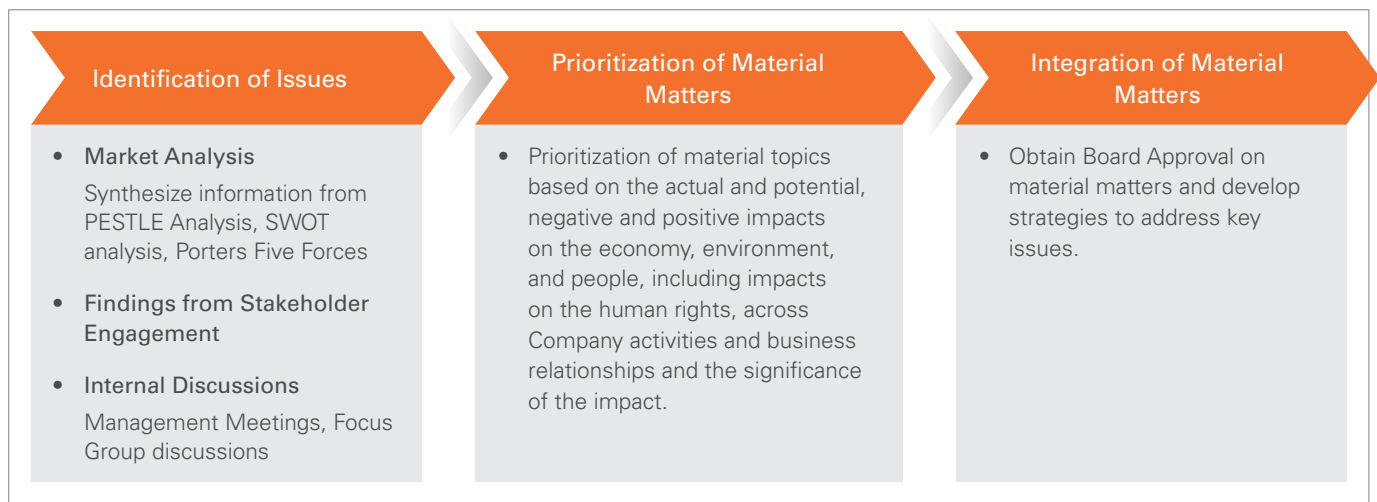 Identification of Issues
• Market Analysis
Synthesize information from
PESTLE Analysis, SWOT
analysis, Porters Five Forces
• Findings from Stakeholder
Engagement
• Internal Discussions
Management Meetings, Focus
Group discussions
Prioritization of Material
Matters
• Prioritization of material topics
based on the actual and potential,
negative and positive impacts
on the economy, environment,
and people, including impacts
on the human rights, across
Company activities and business
relationships and the significance
of the impact.
Integration of Material
Matters
• Obtain Board Approval on
material matters and develop
strategies to address key
issues.